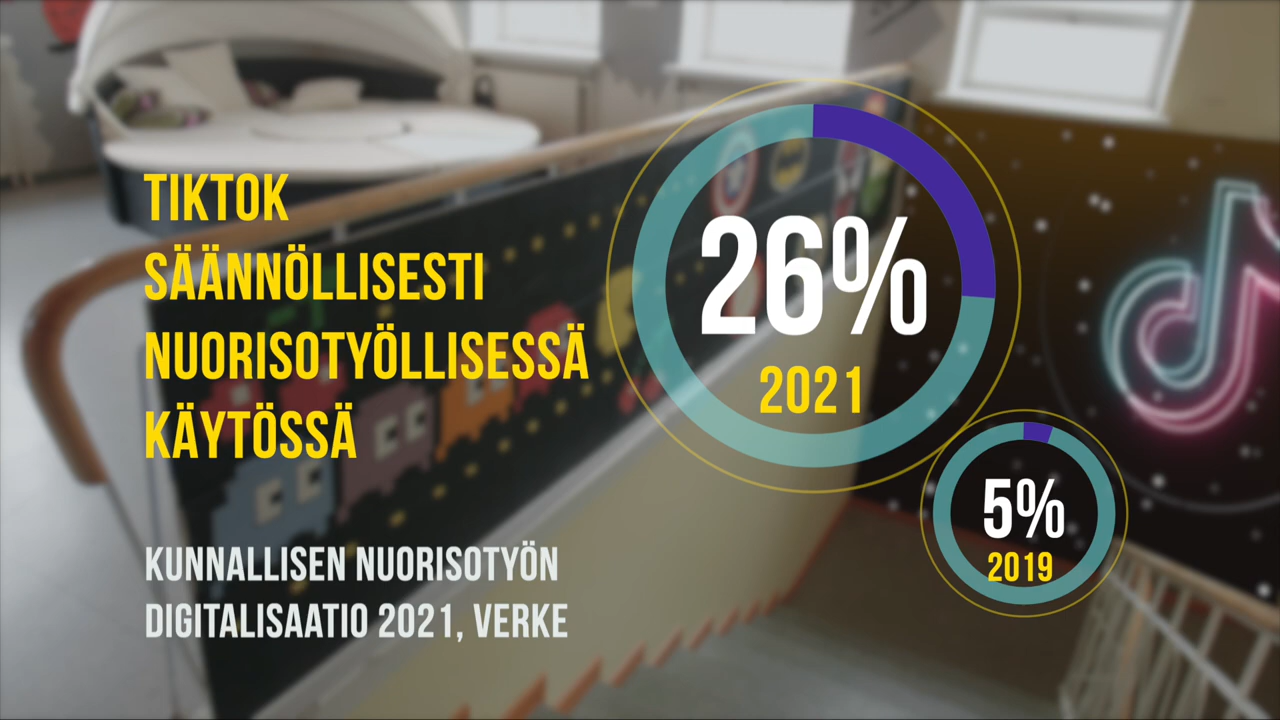 TIKTOK
SÄÄNNÖLLISESTI
NUORISOTYÖLLISESSÄ
KÄYTÖSSÄ
KUNNALLISEN NUORISOTYÖN
DIGITALISAATIO 2021, VERKE
26%
2021
5%
2019